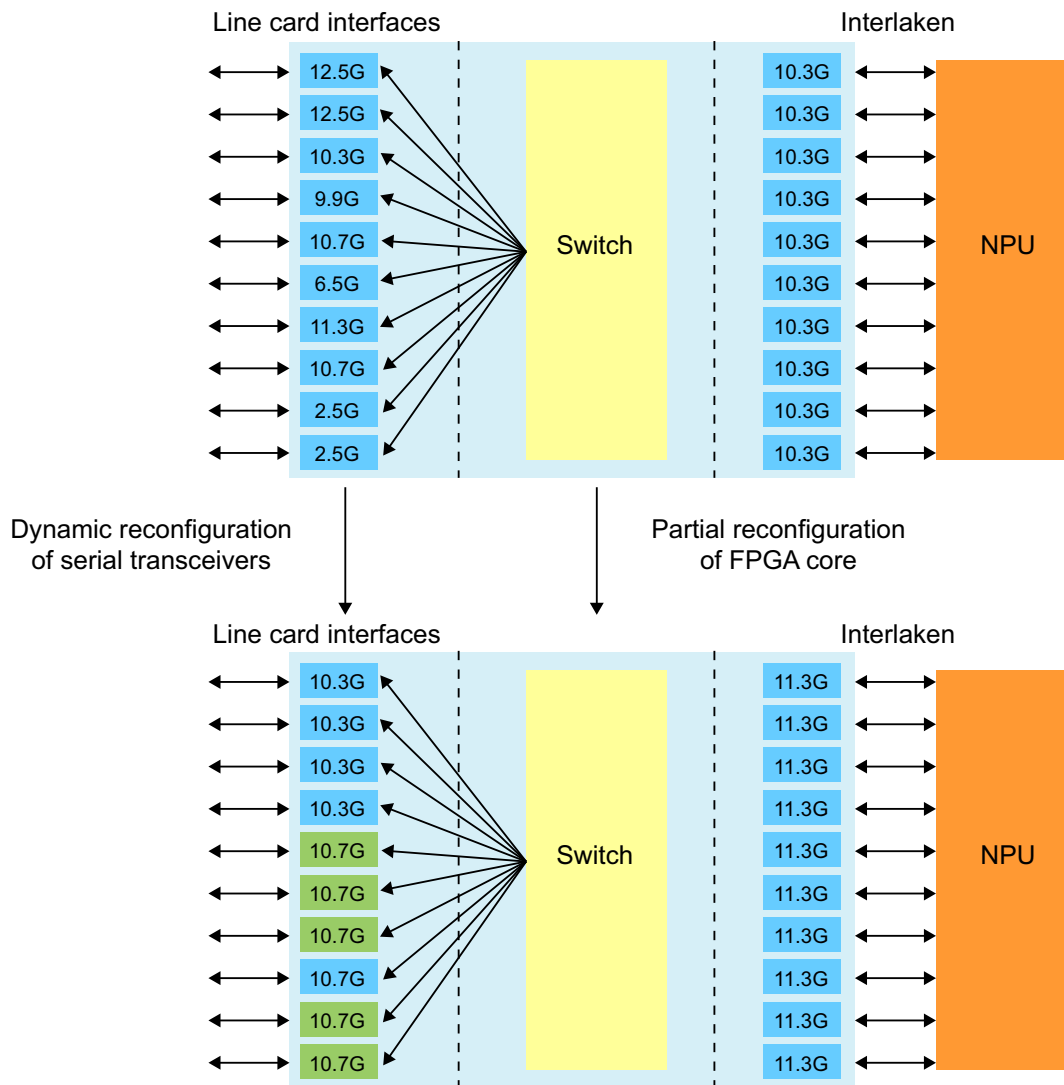 Line card interfaces
Interlaken
12.5G
12.5G
10.3G
9.9G
10.7G
6.5G
11.3G
10.7G
2.5G
2.5G
Switch
10.3G
10.3G
10.3G
10.3G
10.3G
10.3G
10.3G
10.3G
10.3G
10.3G
NPU
Dynamic reconfiguration
of serial transceivers
Partial reconfiguration
of FPGA core
Line card interfaces
Interlaken
10.3G
10.3G
10.3G
10.3G
10.7G
10.7G
10.7G
10.7G
10.7G
10.7G
Switch
11.3G
11.3G
11.3G
11.3G
11.3G
11.3G
11.3G
11.3G
11.3G
11.3G
NPU